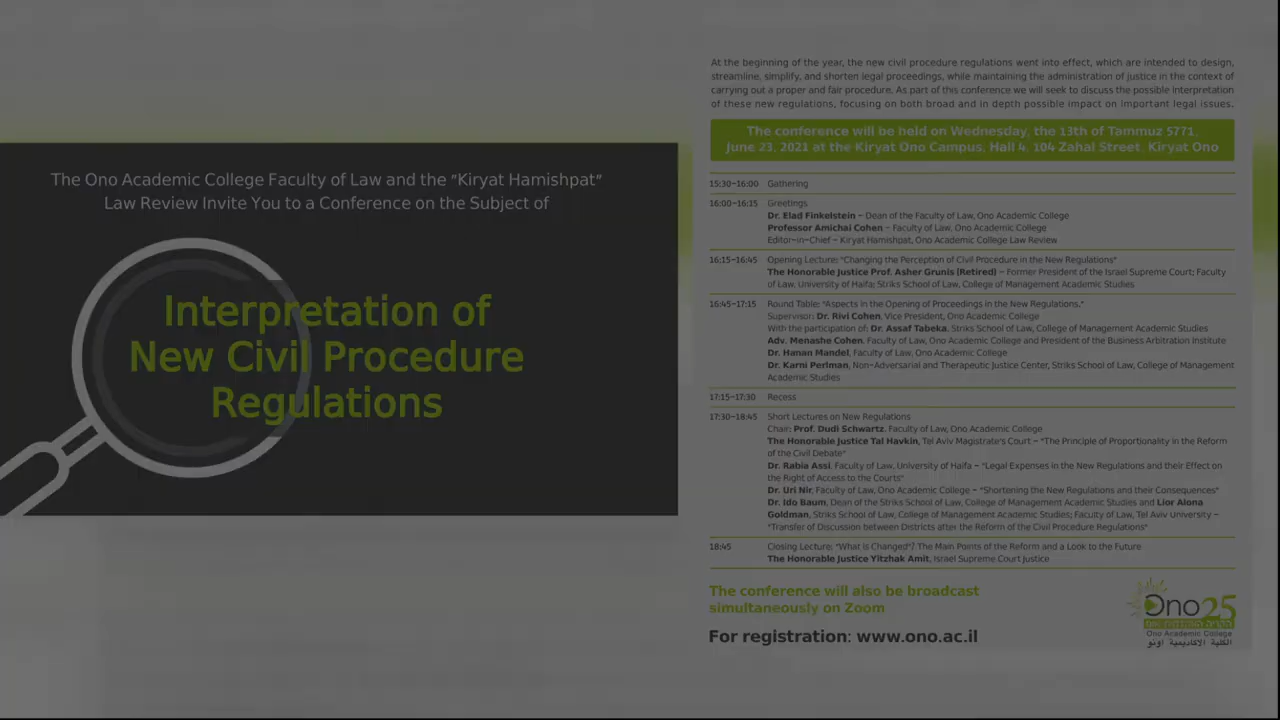 The Ono Academic College Faculty of Law and the "Kiryat Hamishpat"
Law Review Invite You to a Conference on the Subject of
Interpretation of
New Civil Procedure
Regulations
At the beginning of the year, the new civil procedure regulations went into effect, which are intended to design,
streamline, simplify, and shorten legal proceedings, while maintaining the administration of justice in the context of
carrying out a proper and fair procedure. As part of this conference we will seek to discuss the possible interpretation
of these new regulations, focusing on both broad and in depth possible impact on important legal issues.
The conference will be held on Wednesday, the 13th of Tammuz 5771,
June 23, 2021 at the Kiryat Ono Campus, Hall 4, 104 Zahal Street, Kiryat Ono
15:30-16:00 Gathering
16:00-16:15 Greetings
Dr. Elad Finkelstein - Dean of the Faculty of Law, Ono Academic College
Professor Amichai Cohen - Faculty of Law, Ono Academic College
Editor-in-Chief - Kiryat Hamishpat, Ono Academic College Law Review
16:15-16:45 Opening Lecture: "Changing the Perception of Civil Procedure in the New Regulations"
The Honorable Justice Prof. Asher Grunis (Retired) - Former President of the Israel Supreme Court; Faculty
of Law, University of Haifa; Striks School of Law, College of Management Academic Studies
16:45-17:15 Round Table: "Aspects in the Opening of Proceedings in the New Regulations."
Supervisor: Dr. Rivi Cohen, Vice President, Ono Academic College
With the participation of: Dr. Assaf Tabeka, Striks School of Law, College of Management Academic Studies
Adv. Menashe Cohen, Faculty of Law, Ono Academic College and President of the Business Arbitration Institute
Dr. Hanan Mandel, Faculty of Law, Ono Academic College
Dr. Karni Perlman, Non-Adversarial and Therapeutic Justice Center, Striks School of Law, College of Management
Academic Studies
17:15-17:30 Recess
17:30-18:45 Short Lectures on New Regulations
Chair: Prof. Dudi Schwartz, Faculty of Law, Ono Academic College
The Honorable Justice Tal Havkin, Tel Aviv Magistrate's Court - "The Principle of Proportionality in the Reform
of the Civil Debate"
Dr. Rabia Assi, Faculty of Law, University of Haifa - "Legal Expenses in the New Regulations and their Effect on
the Right of Access to the Courts"
Dr. Uri Nir, Faculty of Law, Ono Academic College - "Shortening the New Regulations and their Consequences"
Dr. Ido Baum, Dean of the Striks School of Law, College of Management Academic Studies and Lior Alona
Goldman, Striks School of Law, College of Management Academic Studies; Faculty of Law, Tel Aviv University -
"Transfer of Discussion between Districts after the Reform of the Civil Procedure Regulations"
18:45 Closing Lecture: "What is Changed"? The Main Points of the Reform and a Look to the Future
The Honorable Justice Yitzhak Amit, Israel Supreme Court Justice
The conference will also be broadcast
simultaneously on Zoom
For registration: www.ono.ac.il
Ono25
Ono Academic College
الكلية الاكاديمية اونو